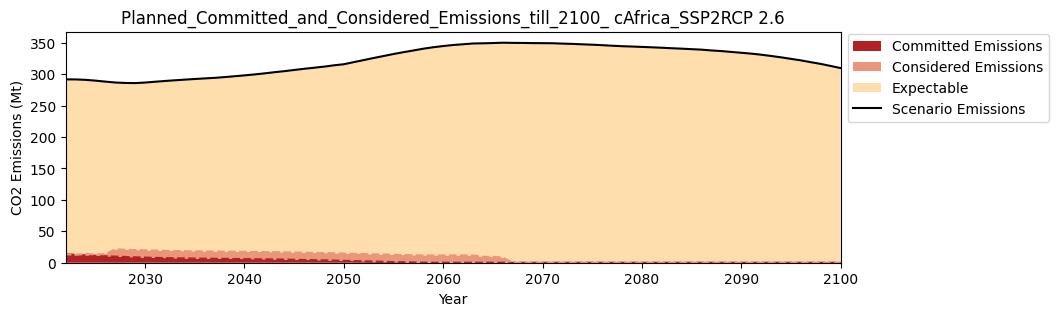 Planned_Committed_and_Considered_Emissions_till_2100_ cAfrica_SSP2RCP 2.6
Committed Emissions
Considered Emissions
Expectable
Scenario Emissions
CO2 Emissions (Mt)
350
300
250
200
150
100
50
0
2030 2040 2050 2060 2070 2080 2090 2100
Year